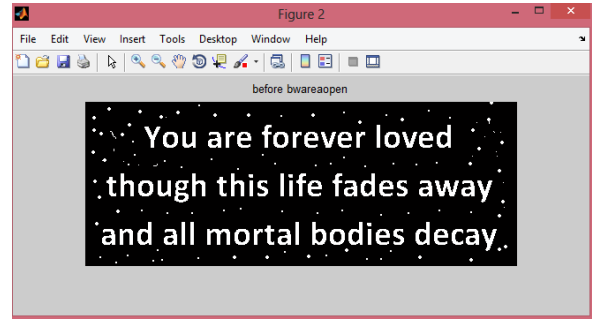 Figure 2
File Edit View Insert Tools Desktop Window Help
before bwareaopen
You are forever loved
though this life fades away
and all mortal bodies decay